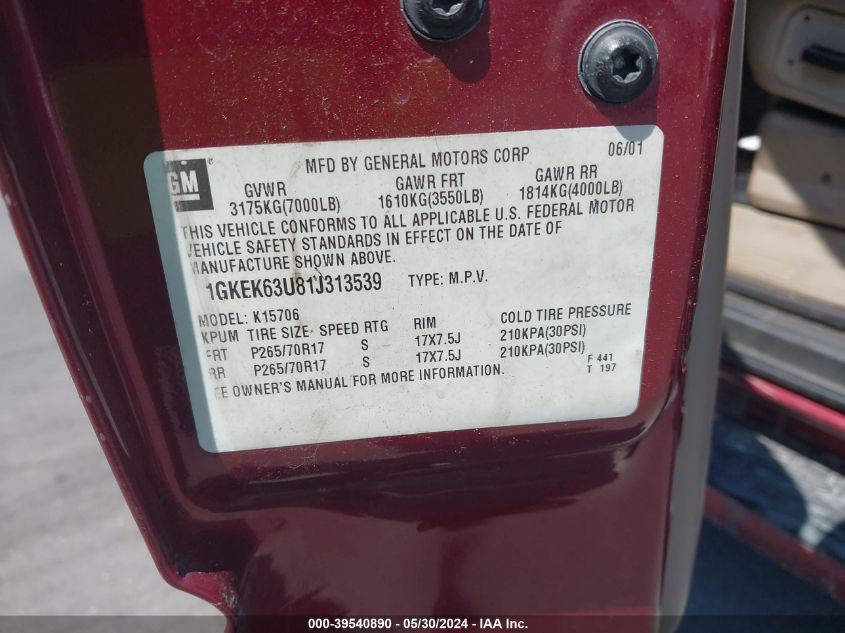 MFD BY GENERAL MOTORS CORP 06/01
GM
GVWR GAWR FRT GAWR RR
3175KG(7000LB) 1610KG(3550LB) 1814KG(4000LB)
THIS VEHICLE CONFORMS TO ALL APPLICABLE U.S. FEDERAL MOTOR
VEHICLE SAFETY STANDARDS IN EFFECT ON THE DATE OF
MANUFACTURE SHOWN ABOVE.
1GKEK63U81J313539 TYPE: M.P.V.
MODEL: K15706
KPUM TIRE SIZE SPEED RTG RIM COLD TIRE PRESSURE
FRT P265/70R17 S 17X7.5J 210KPA(30PSI)
RR P265/70R17 S 17X7.5J 210KPA(30PSI)
EE OWNER'S MANUAL FOR MORE INFORMATION.
F 441
T 197
000-39540890 - 05/30/2024 - IAA Inc.